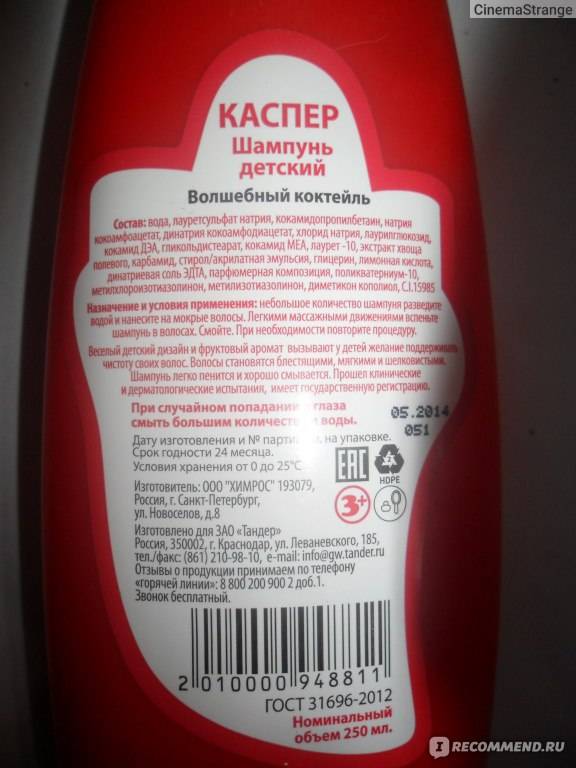 CinemaStrange
КАСПЕР
Шампунь
детский
Волшебный коктейль
Состав: вода, лауретсульфат натрия, кокамидопропилбетаин, натрия
кокоамфоацетат, динатрия кокоамфодиацетат, хлорид натрия, лаурилглюкозид,
кокамид ДЭА, гликольдистеарат, кокамид МЕА, лаурет -10, экстракт хвоща
полевого, карбамид, стирол/акрилатная эмульсия, глицерин, лимонная кислота,
динатриевая соль ЭДТА, парфюмерная композиция, поликватерниум-10,
метилхлороизотиазолинон, метилизотиазолинон, диметикон кополиол, C.I.15985
Назначение и условия применения: небольшое количество шампуня разведите
водой и нанесите на мокрые волосы. Легкими массажными движениями вспеньте
шампунь в волосах. Смойте. При необходимости повторите процедуру.
Веселый детский дизайн и фруктовый аромат вызывают у детей желание поддерживать
чистоту своих волос. Волосы становятся блестящими, мягкими и шелковистыми.
Шампунь легко пенится и хорошо смывается. Прошел клинические
и дерматологические испытания, имеет государственную регистрацию.
При случайном попадании в глаза
смыть большим количеством воды.
05.2014
051
Дату изготовления и № партии см. на упаковке.
Срок годности 24 месяца.
Условия хранения от 0 до 25°С.
EAC
2
HDPE
3+
Изготовитель: ООО "ХИМРОС" 193079,
Россия, г. Санкт-Петербург,
ул. Новоселов, д.8
Изготовлено для ЗАО «Тандер»
Россия, 350002, г. Краснодар, ул. Леваневского, 185,
тел./факс: (861) 210-98-10, e-mail: info@gw.tander.ru
Отзывы о продукции принимаем по телефону
«горячей линии»: 8 800 200 900 2 доб.1.
Звонок бесплатный.
2 010000 948811
ГОСТ 31696-2012
Номинальный
объем 250 мл.
I RECOMMEND.RU